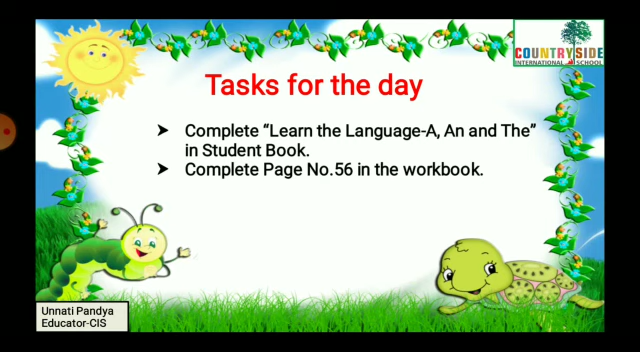 COUNTRYSIDE
INTERNATIONAL SCHOOL
Tasks for the day
Complete “Learn the Language-A, An and The”
in Student Book.
Complete Page No.56 in the workbook.
Unnati Pandya
Educator-CIS